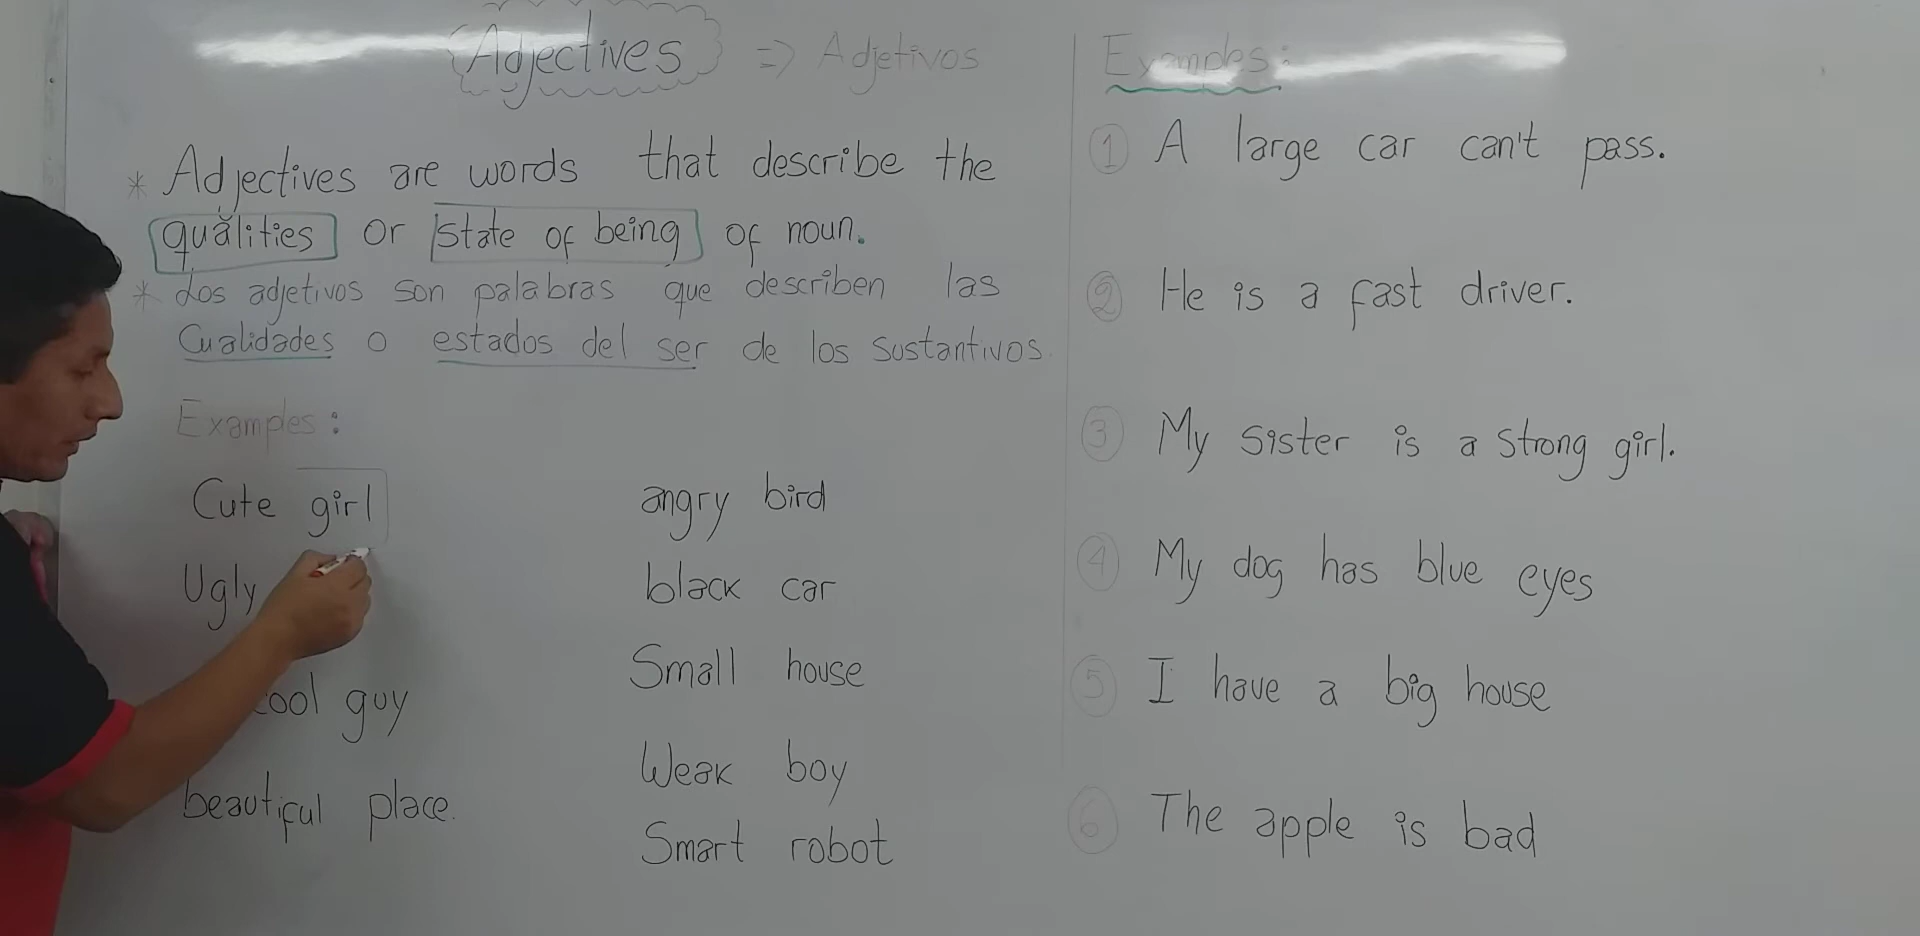 Adjectives => Adjetivos
* Adjectives are words that describe the
qualities or state of being of noun.
* Los adjetivos son palabras que describen las
Cualidades o estados del ser de los sustantivos.
Examples:
Cute girl
Ugly
cool guy
beautiful place.
angry bird
black car
Small house
Weak boy
Smart robot
Examples:
1 A large car can't pass.
2 He is a fast driver.
3 My sister is a strong girl.
4 My dog has blue eyes
5 I have a big house
6 The apple is bad